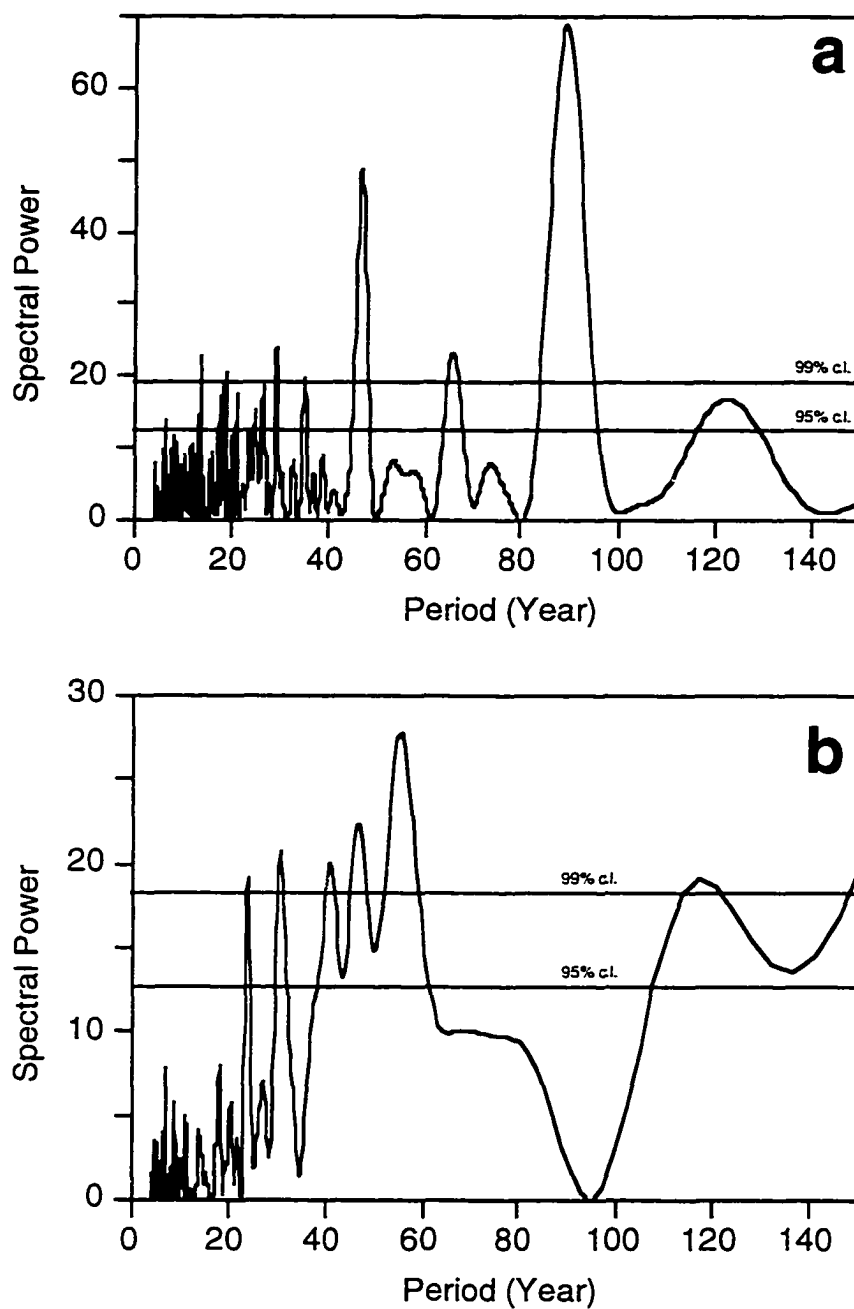 a
60
40
20
0
Spectral Power
99% c.l.
95% c.l.
0 20 40 60 80 100 120 140
Period (Year)
b
30
20
10
0
Spectral Power
99% c.l.
95% c.l.
0 20 40 60 80 100 120 140
Period (Year)